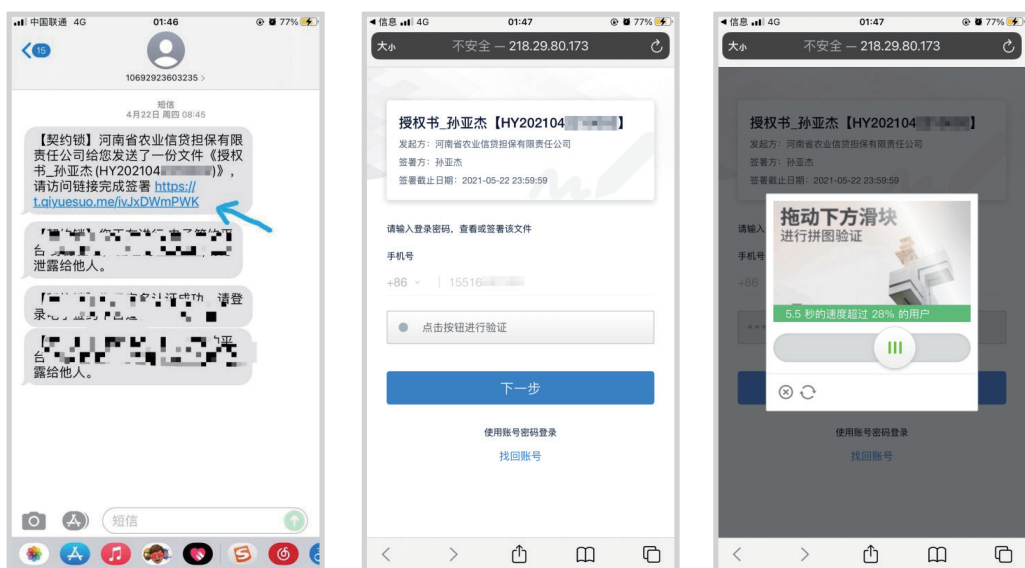 中国联通 4G
01:46
77%
15
10692923603235 >
短信
4月22日 周四 08:45
【契约锁】河南省农业信贷担保有限
责任公司给您发送了一份文件《授权
书_孙亚杰 (HY202104 )》，
请访问链接完成签署 https://
t.qiyuesuo.me/ivJxDWmPWK
台
泄露给他人。
请登
录
台
露给他人。
短信
信息 4G
01:47
77%
大小
不安全 — 218.29.80.173
授权书_孙亚杰【HY202104 】
发起方：河南省农业信贷担保有限责任公司
签署方：孙亚杰
签署截止日期：2021-05-22 23:59:59
请输入登录密码，查看或签署该文件
手机号
+86
15516
点击按钮进行验证
下一步
使用账号密码登录
找回账号
信息 4G
01:47
77%
大小
不安全 — 218.29.80.173
授权书_孙亚杰【HY202104 】
发起方：河南省农业信贷担保有限责任公司
签署方：孙亚杰
签署截止日期：2021-05-22 23:59:59
请输入
手机号
+86
拖动下方滑块
进行拼图验证
5.5 秒的速度超过 28% 的用户
使用账号密码登录
找回账号